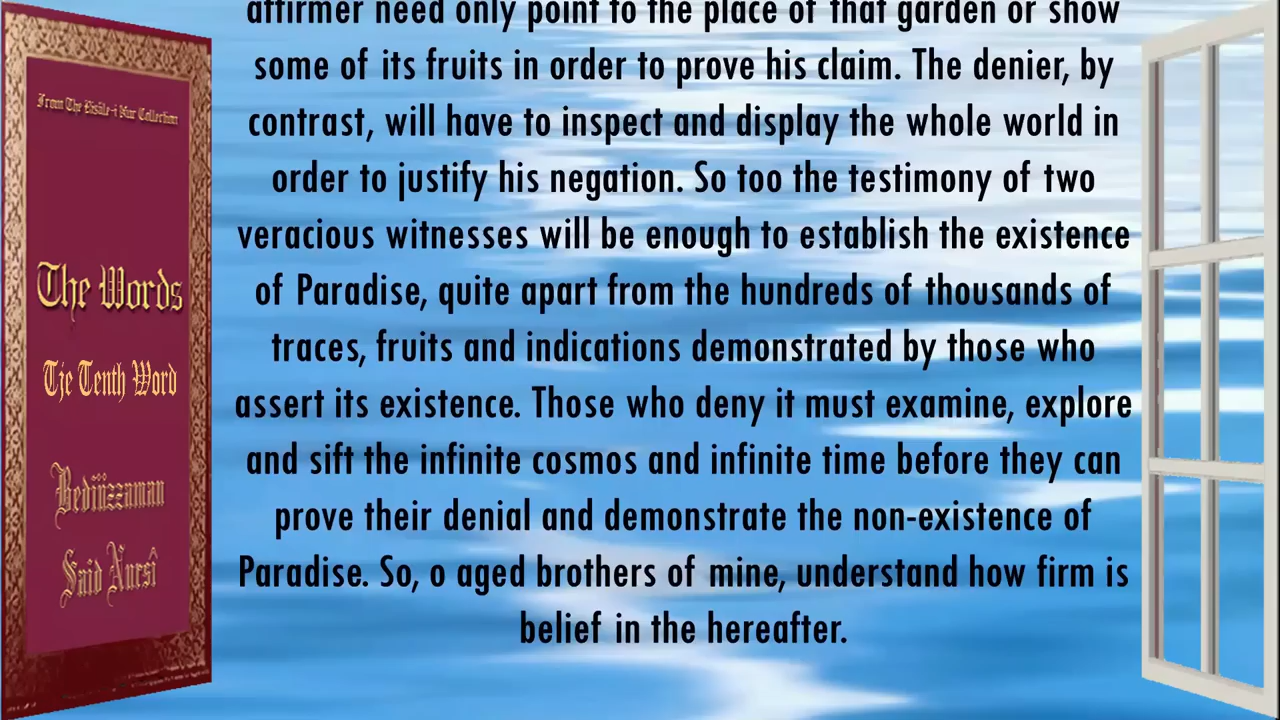 From The Risâle-i Nur Collection
The Words
Tje Tenth Word
Bediüzzaman
Said Nursî
affirmer need only point to the place of that garden or show
some of its fruits in order to prove his claim. The denier, by
contrast, will have to inspect and display the whole world in
order to justify his negation. So too the testimony of two
veracious witnesses will be enough to establish the existence
of Paradise, quite apart from the hundreds of thousands of
traces, fruits and indications demonstrated by those who
assert its existence. Those who deny it must examine, explore
and sift the infinite cosmos and infinite time before they can
prove their denial and demonstrate the non-existence of
Paradise. So, o aged brothers of mine, understand how firm is
belief in the hereafter.